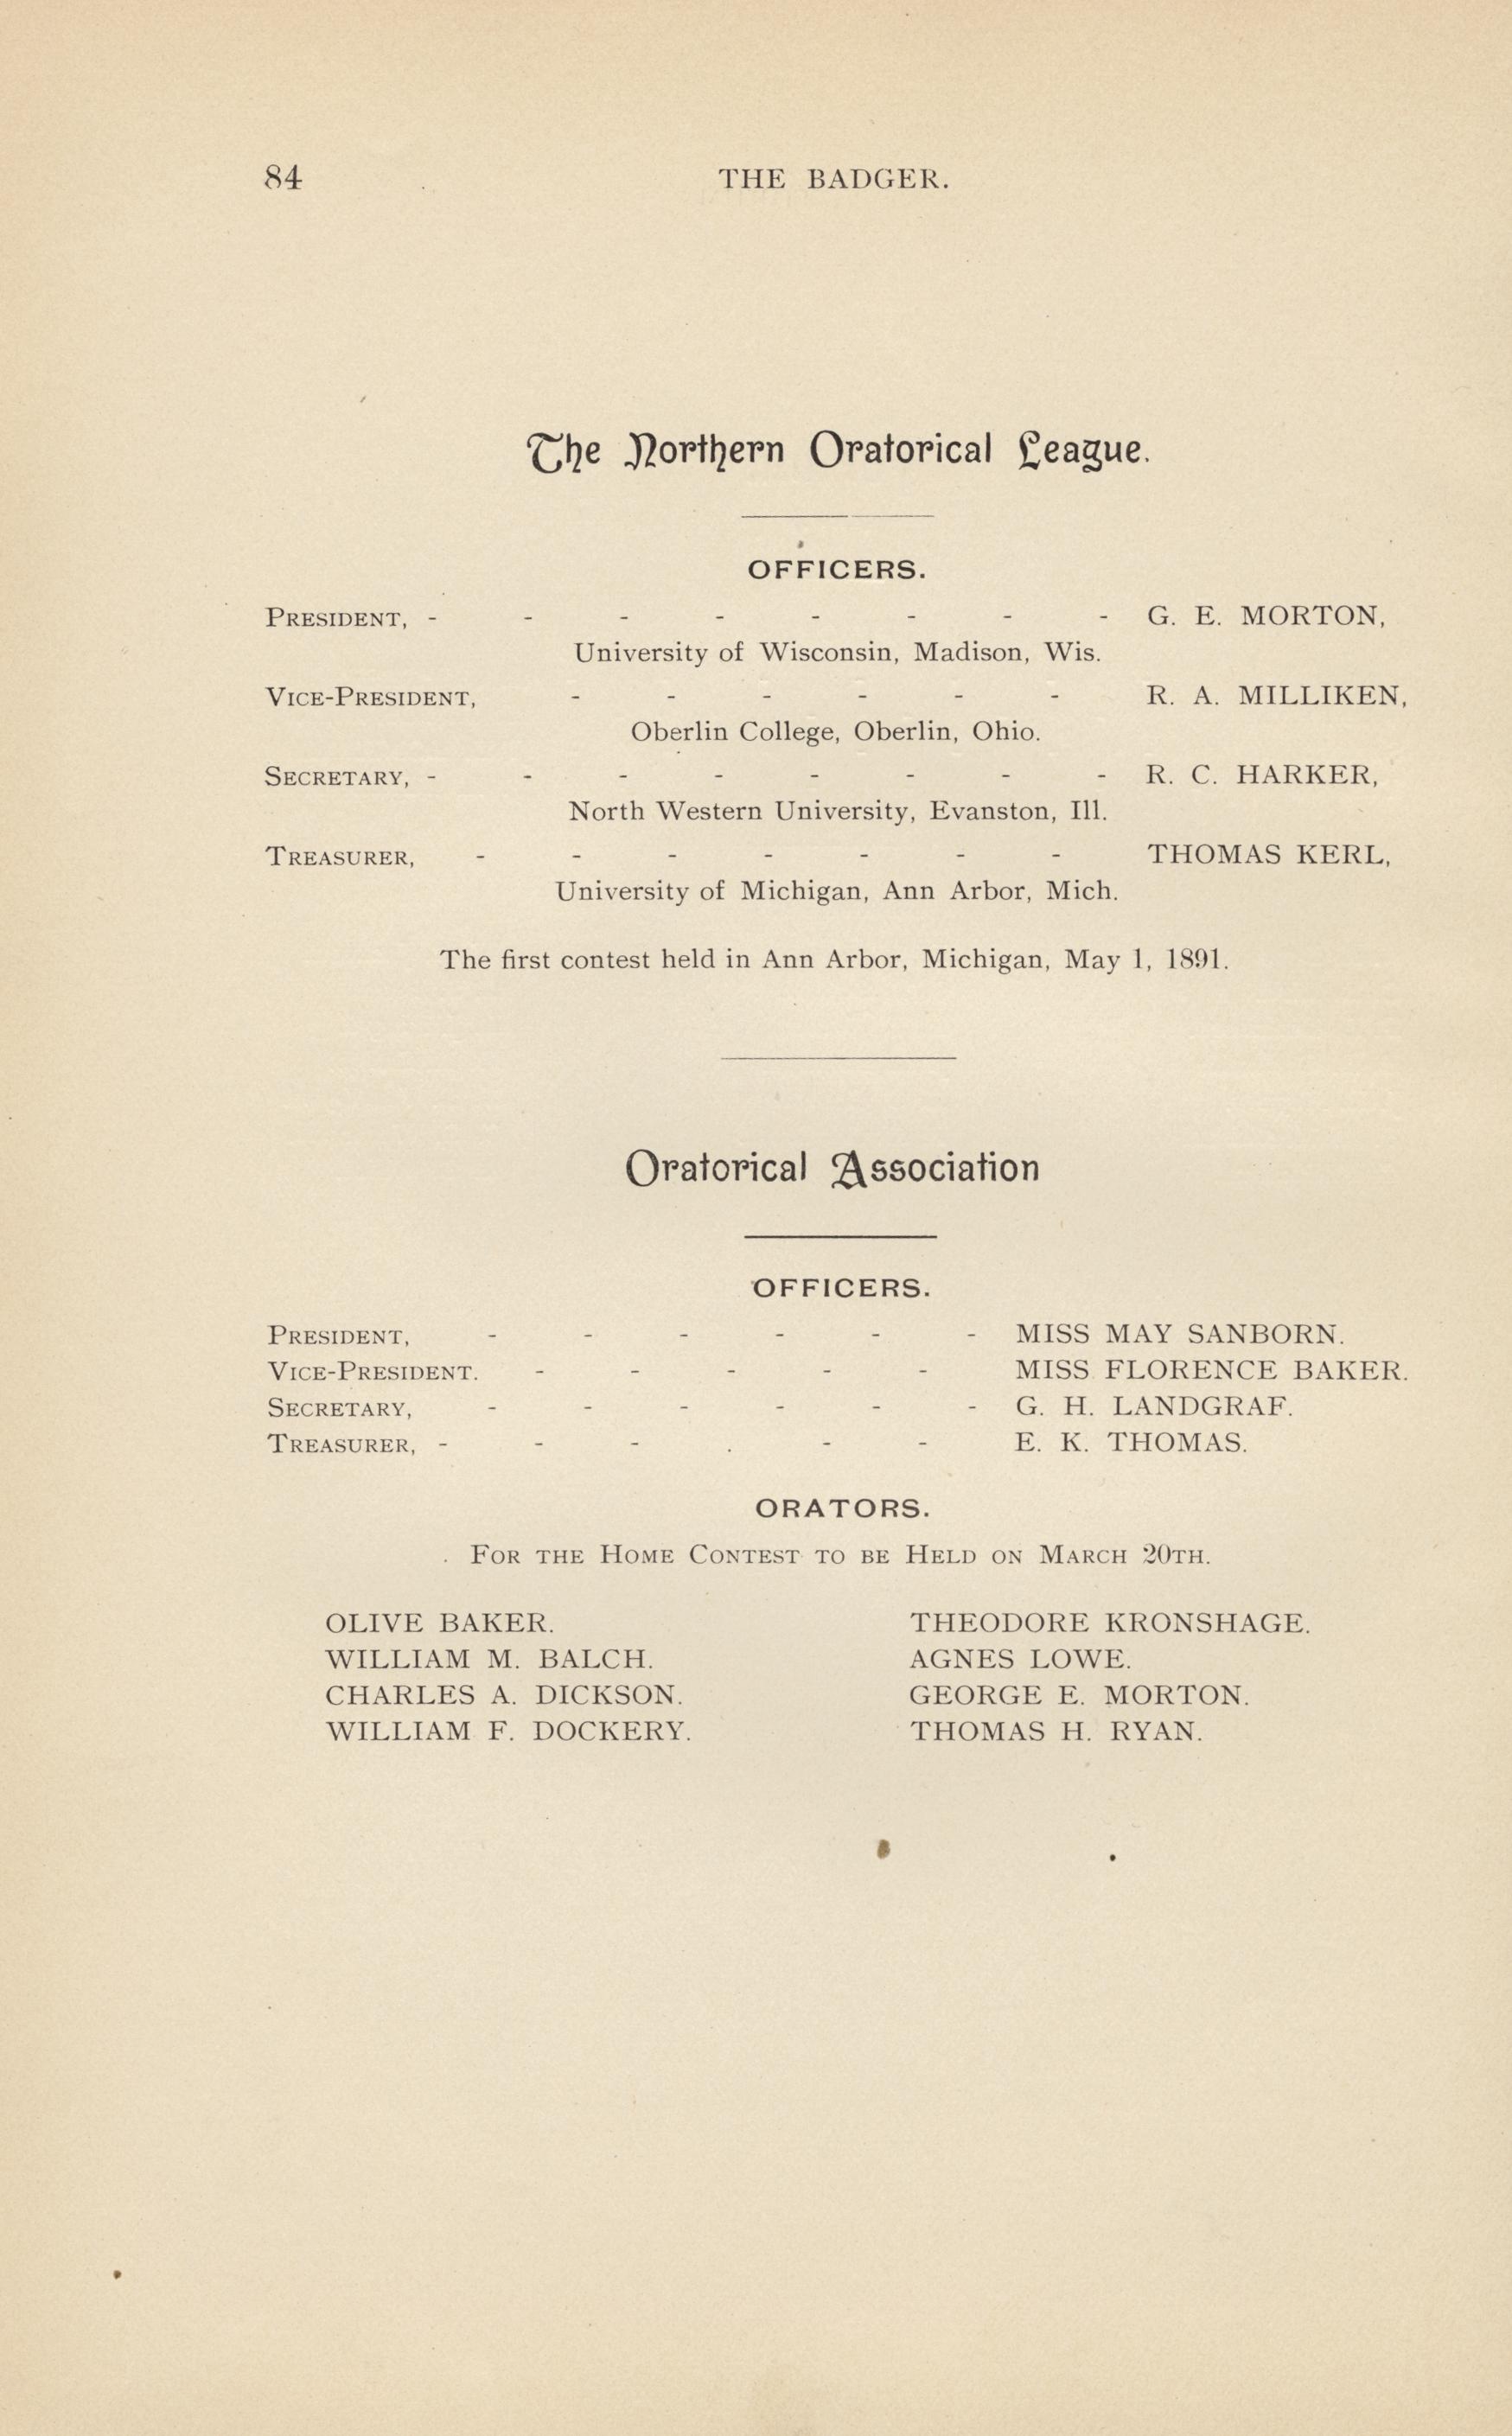 84 THE BADGER.
The Northern Oratorical League.
OFFICERS.
PRESIDENT, - - - - - - - - G. E. MORTON,
University of Wisconsin, Madison, Wis.
VICE-PRESIDENT, - - - - - - R. A. MILLIKEN,
Oberlin College, Oberlin, Ohio.
SECRETARY, - - - - - - - - R. C. HARKER,
North Western University, Evanston, Ill.
TREASURER, - - - - - - - THOMAS KERL,
University of Michigan, Ann Arbor, Mich.
The first contest held in Ann Arbor, Michigan, May 1, 1891.
Oratorical Association
OFFICERS.
PRESIDENT, - - - - - - MISS MAY SANBORN.
VICE-PRESIDENT. - - - - - MISS FLORENCE BAKER.
SECRETARY, - - - - - - G. H. LANDGRAF.
TREASURER, - - - . - - E. K. THOMAS.
ORATORS.
FOR THE HOME CONTEST TO BE HELD ON MARCH 20TH.
OLIVE BAKER.
WILLIAM M. BALCH.
CHARLES A. DICKSON.
WILLIAM F. DOCKERY.
THEODORE KRONSHAGE.
AGNES LOWE.
GEORGE E. MORTON.
THOMAS H. RYAN.